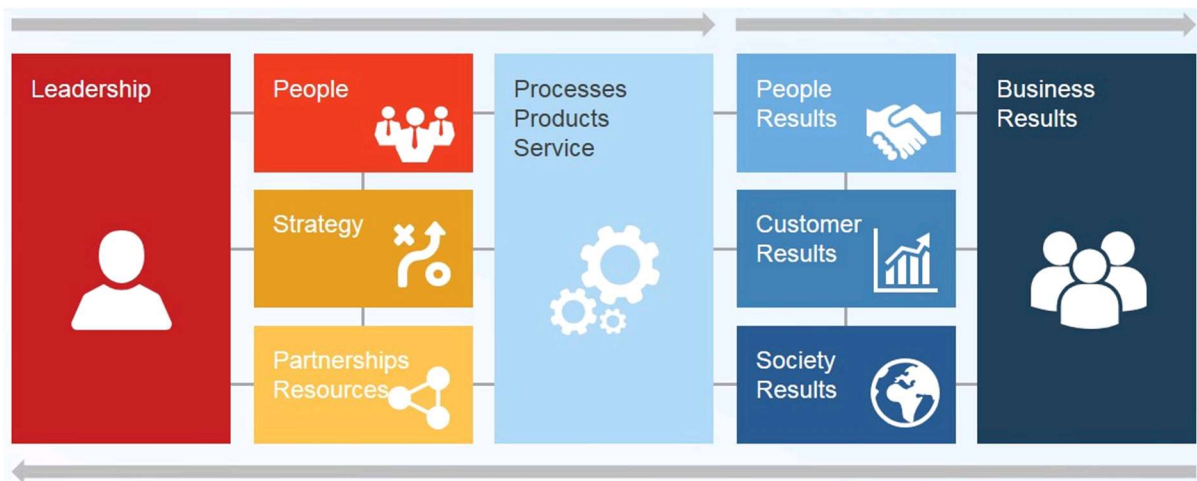 Leadership
People
Strategy
Partnerships
Resources
Processes
Products
Service
People
Results
Customer
Results
Society
Results
Business
Results